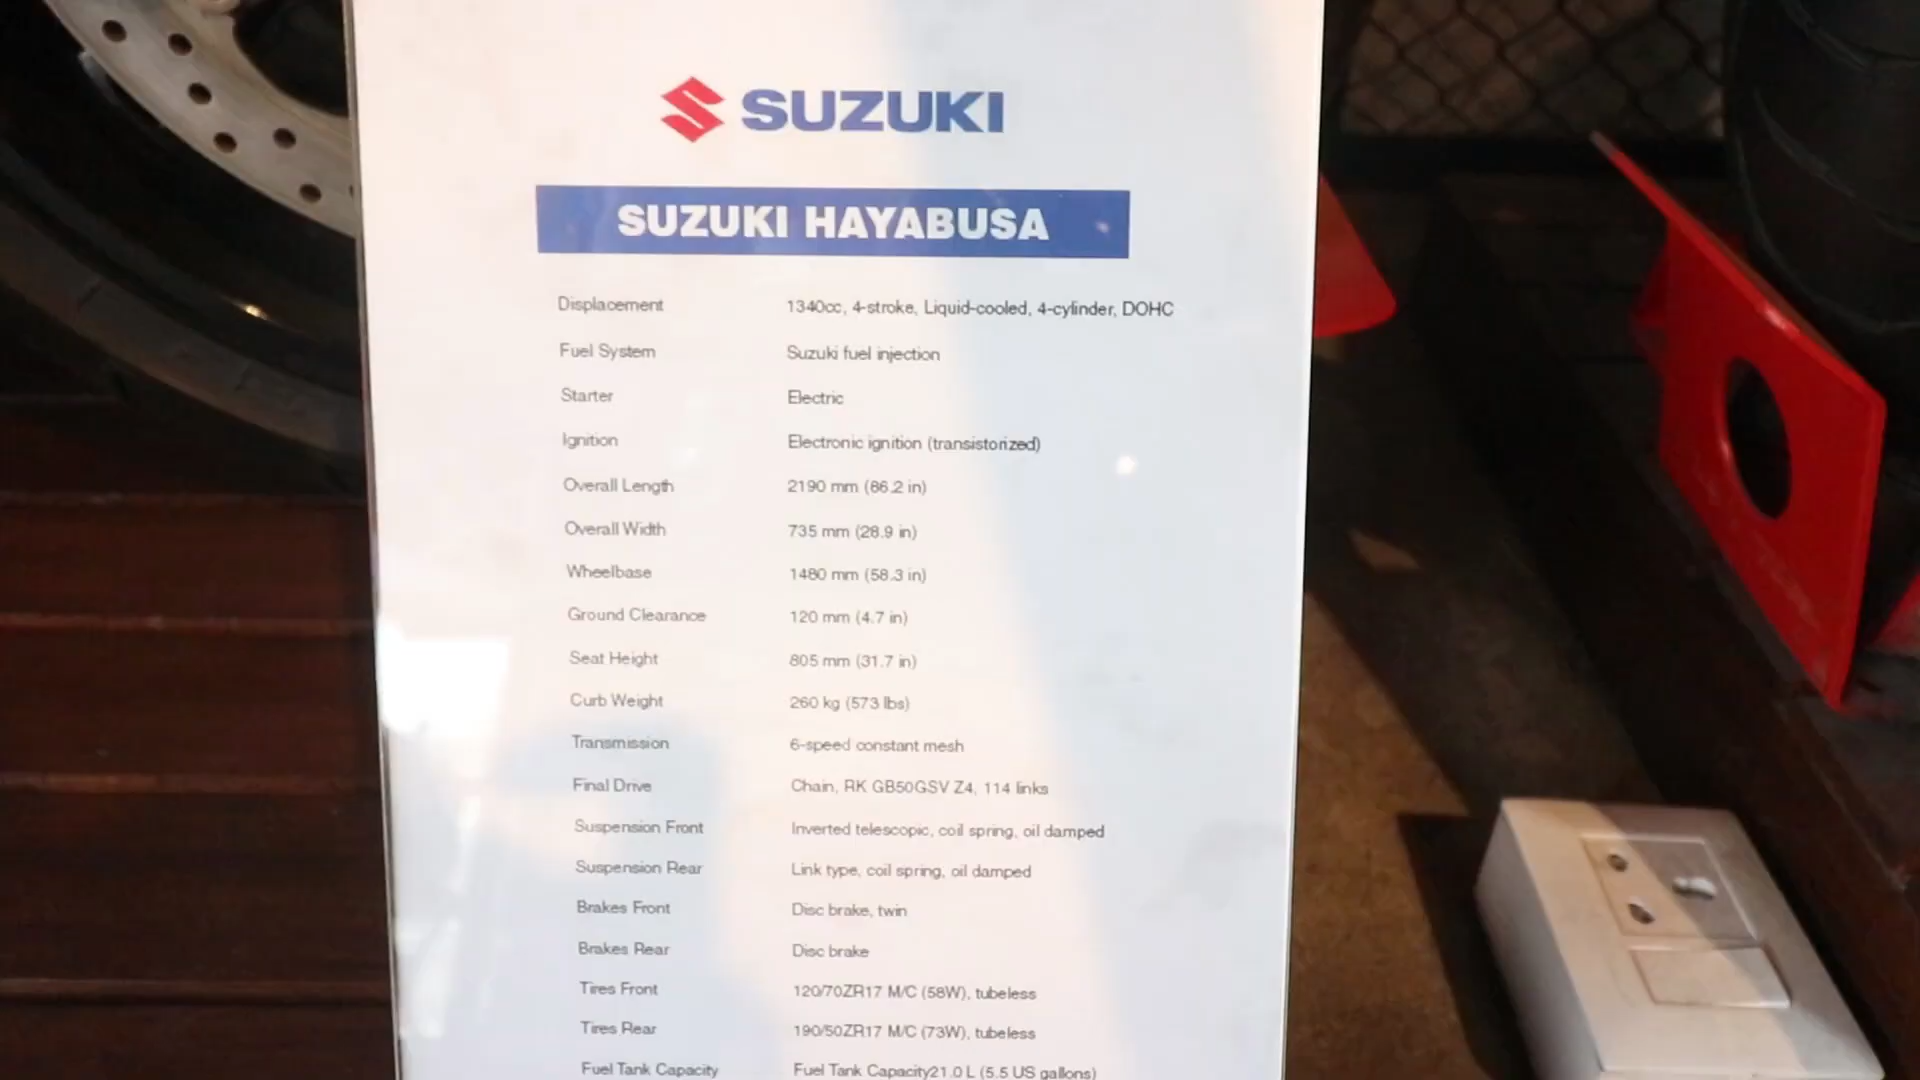 SUZUKI
SUZUKI HAYABUSA
Displacement 1340cc, 4-stroke, Liquid-cooled, 4-cylinder, DOHC
Fuel System Suzuki fuel injection
Starter Electric
Ignition Electronic ignition (transistorized)
Overall Length 2190 mm (86.2 in)
Overall Width 735 mm (28.9 in)
Wheelbase 1480 mm (58.3 in)
Ground Clearance 120 mm (4.7 in)
Seat Height 805 mm (31.7 in)
Curb Weight 260 kg (573 lbs)
Transmission 6-speed constant mesh
Final Drive Chain, RK GB50GSV Z4, 114 links
Suspension Front Inverted telescopic, coil spring, oil damped
Suspension Rear Link type, coil spring, oil damped
Brakes Front Disc brake, twin
Brakes Rear Disc brake
Tires Front 120/70ZR17 M/C (58W), tubeless
Tires Rear 190/50ZR17 M/C (73W), tubeless
Fuel Tank Capacity Fuel Tank Capacity21.0 L (5.5 US gallons)